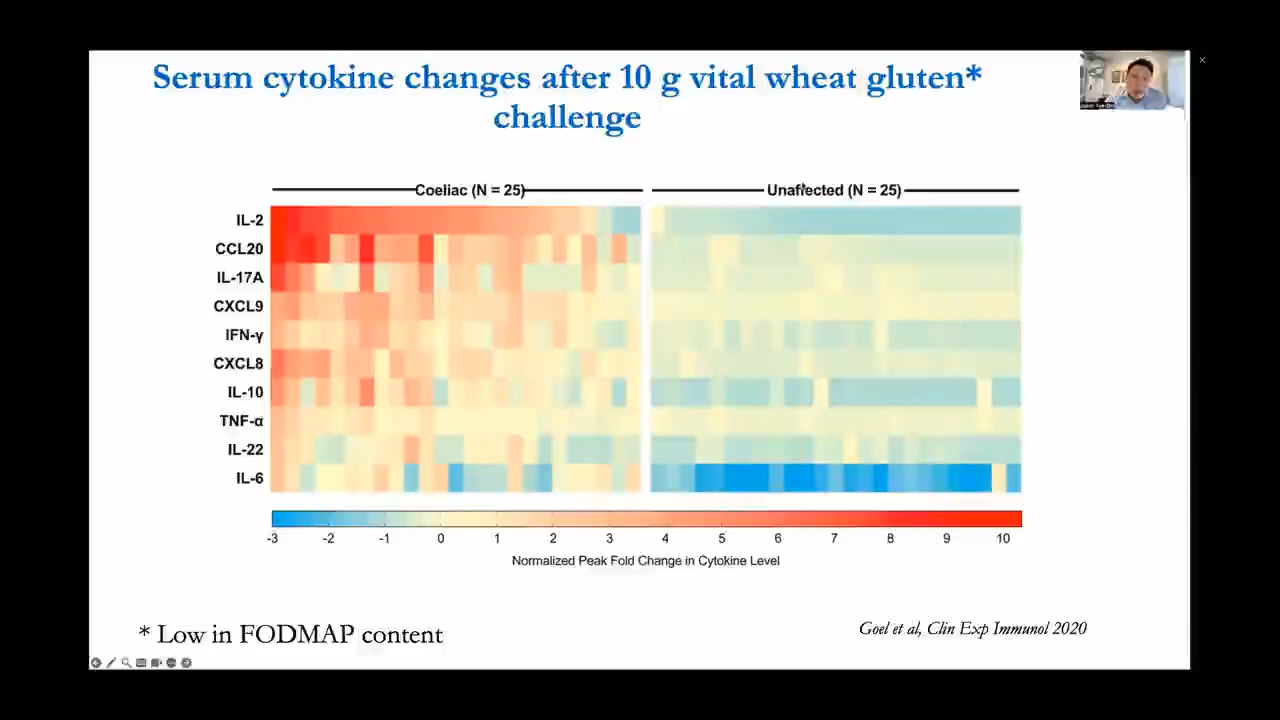 Serum cytokine changes after 10 g vital wheat gluten*
challenge
Coeliac (N = 25)
Unaffected (N = 25)
IL-2
CCL20
IL-17A
CXCL9
IFN-γ
CXCL8
IL-10
TNF-α
IL-22
IL-6
-3 -2 -1 0 1 2 3 4 5 6 7 8 9 10
Normalized Peak Fold Change in Cytokine Level
* Low in FODMAP content
Goel et al, Clin Exp Immunol 2020